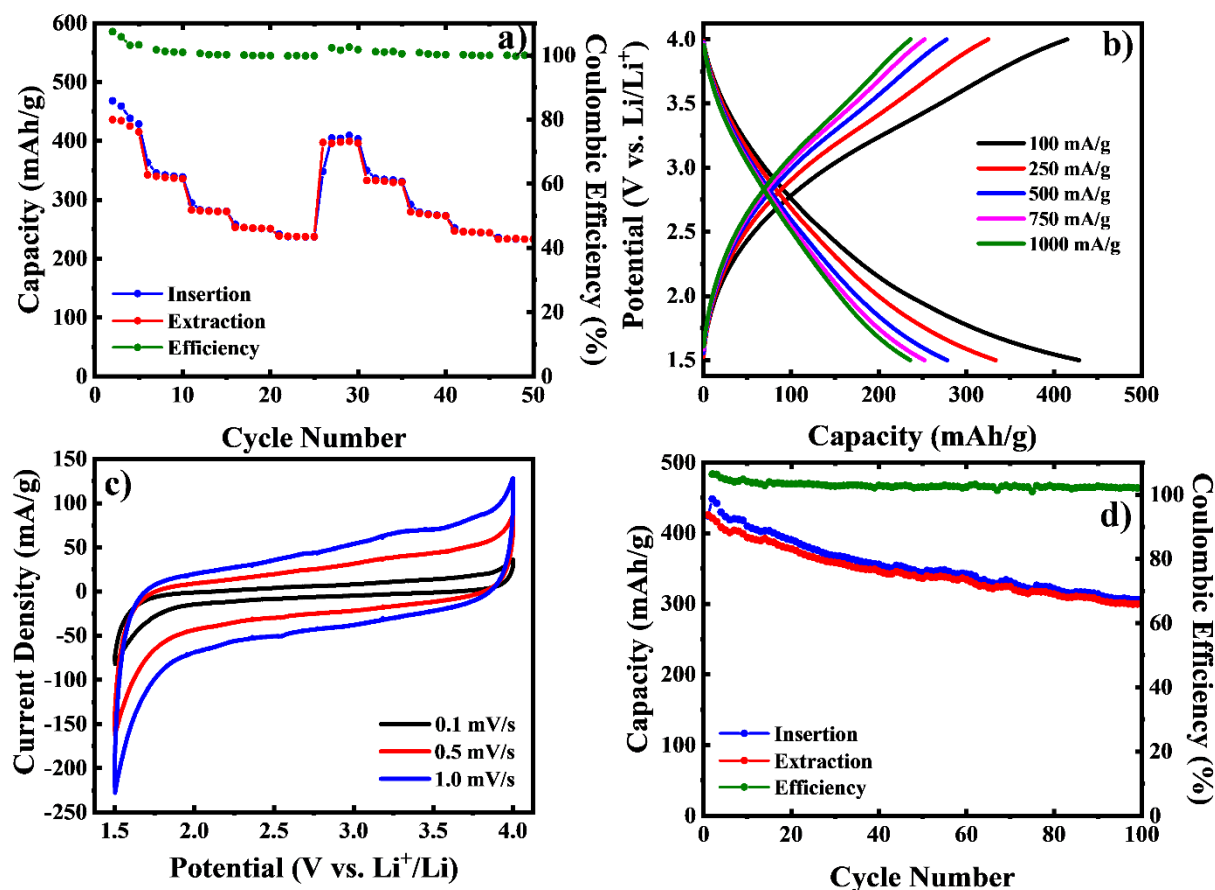 a)
Capacity (mAh/g)
600
500
400
300
200
100
0
Insertion
Extraction
Efficiency
100
80
60
40
20
0
Coulombic Efficiency (%)
0 10 20 30 40 50
Cycle Number
b)
Potential (V vs. Li/Li⁺)
4.0
3.5
3.0
2.5
2.0
1.5
100 mA/g
250 mA/g
500 mA/g
750 mA/g
1000 mA/g
0 100 200 300 400 500
Capacity (mAh/g)
c)
Current Density (mA/g)
150
100
50
0
-50
-100
-150
-200
-250
0.1 mV/s
0.5 mV/s
1.0 mV/s
1.5 2.0 2.5 3.0 3.5 4.0
Potential (V vs. Li⁺/Li)
d)
Capacity (mAh/g)
500
400
300
200
100
0
Insertion
Extraction
Efficiency
100
80
60
40
20
0
Coulombic Efficiency (%)
0 20 40 60 80 100
Cycle Number